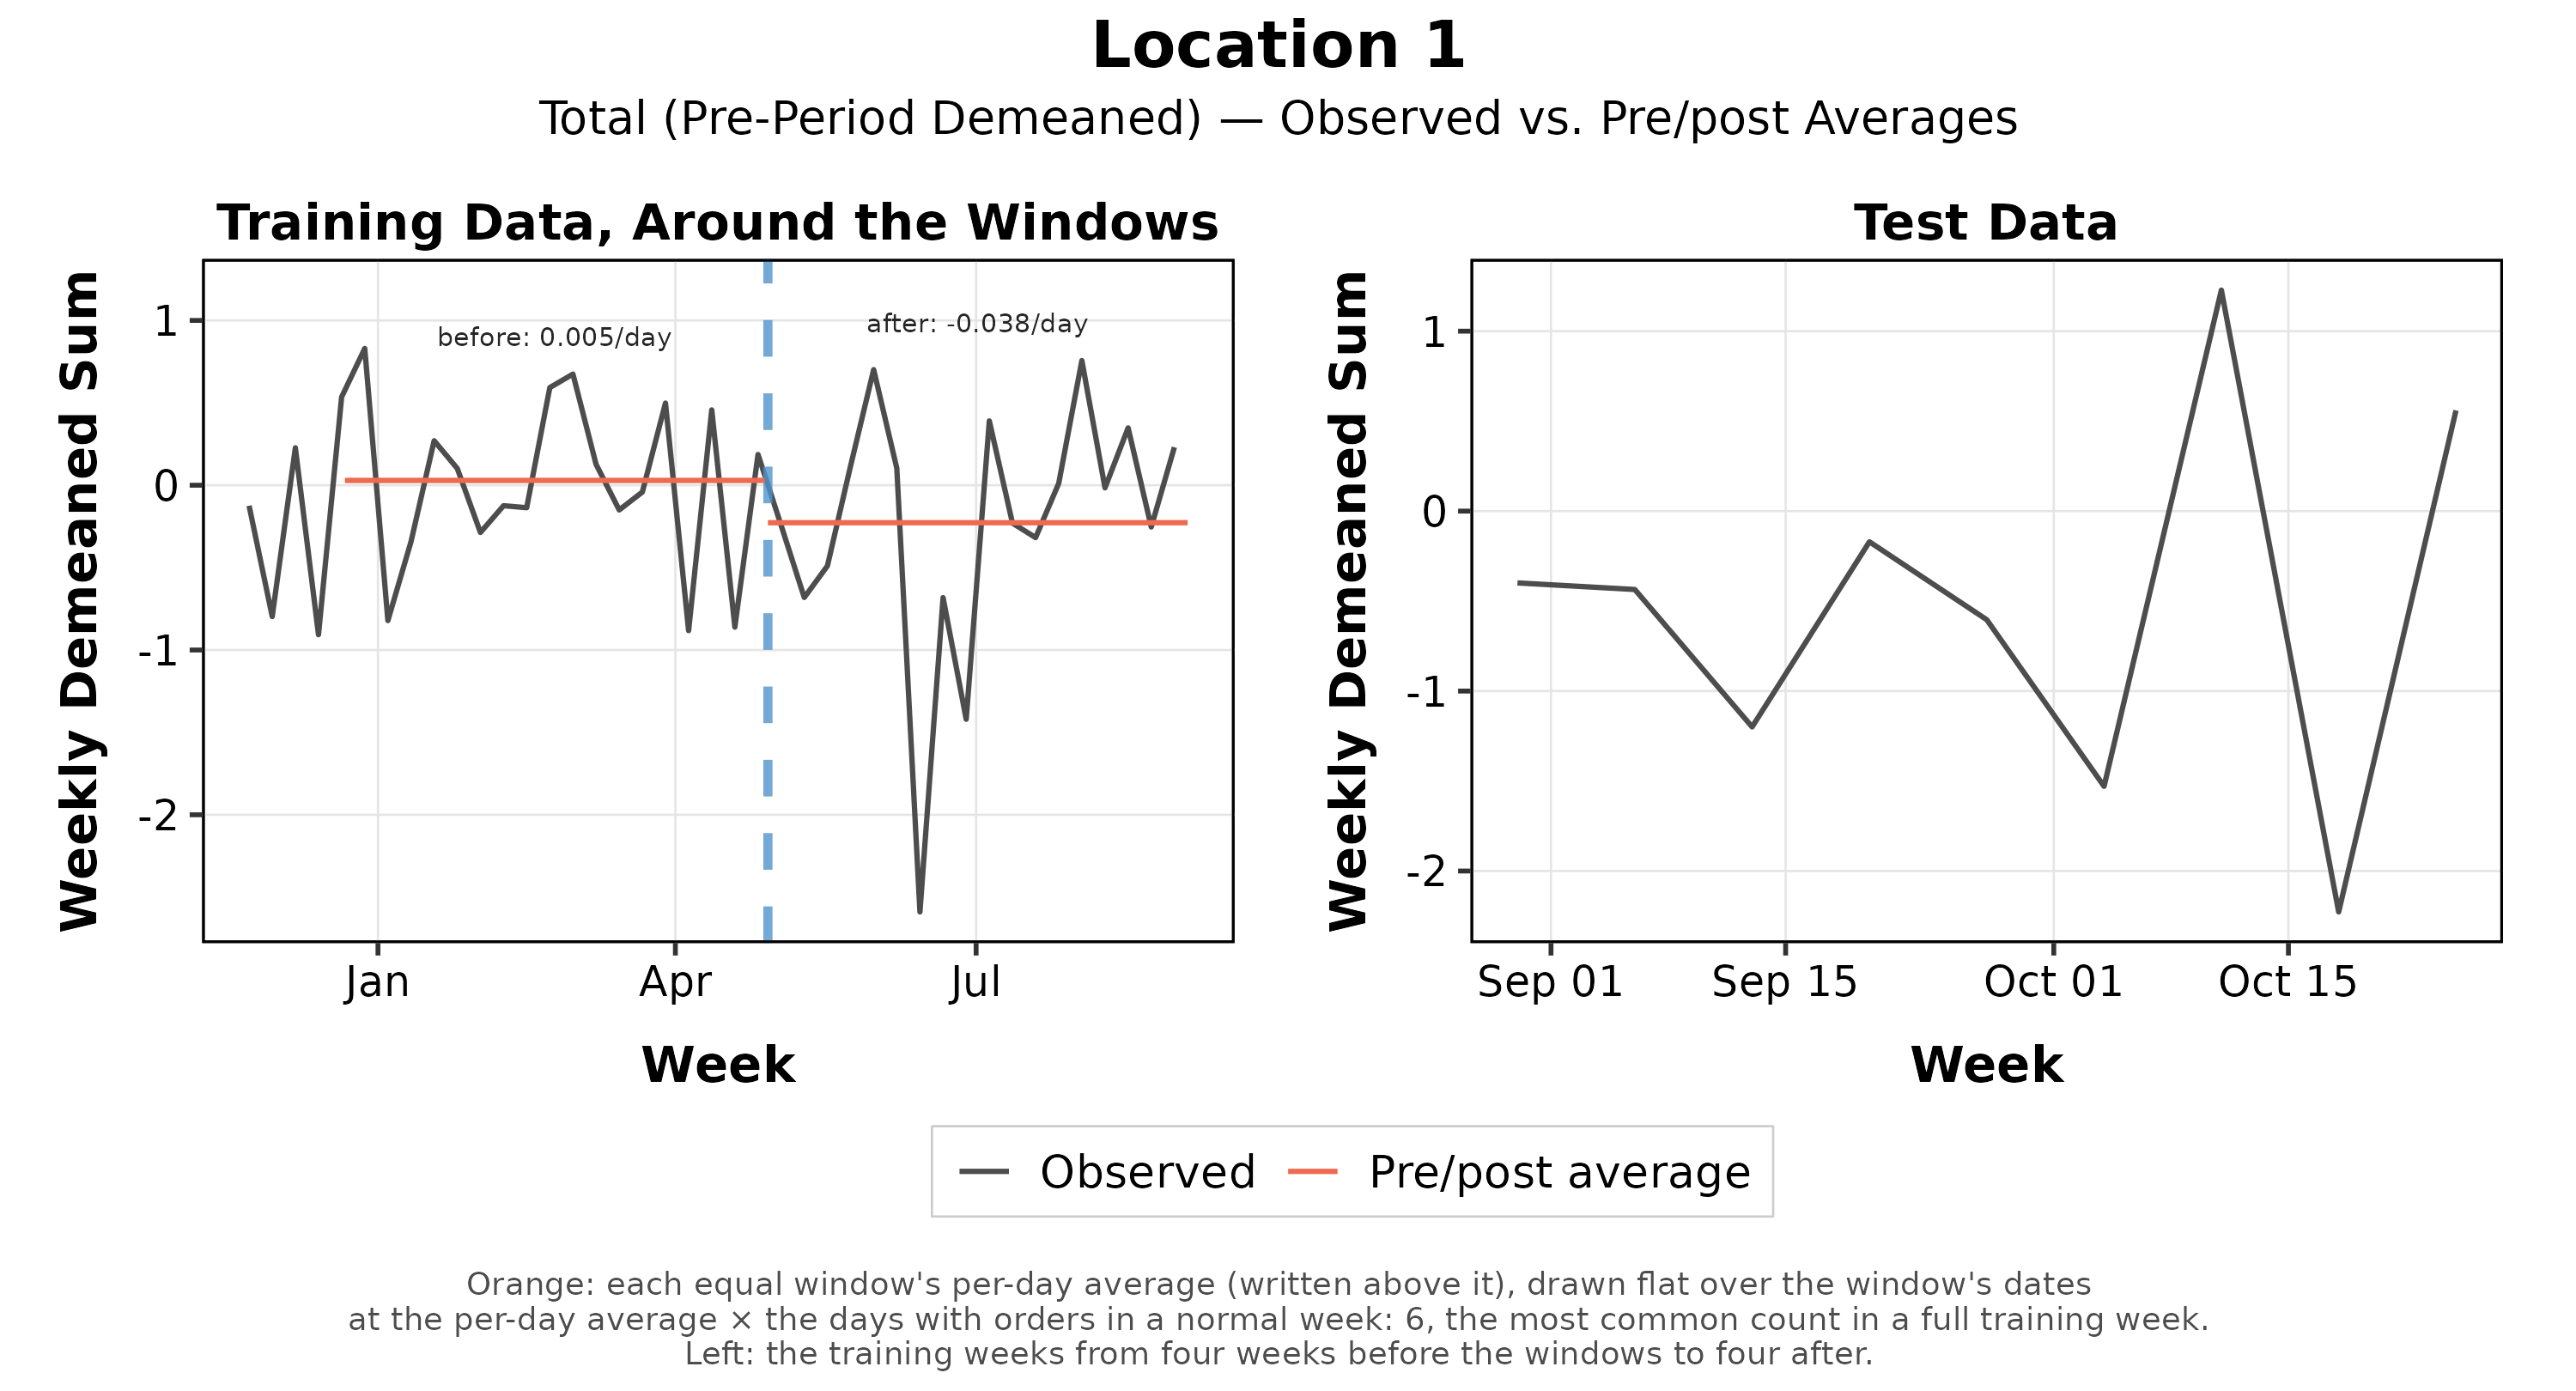 Location 1
Total (Pre-Period Demeaned) — Observed vs. Pre/post Averages
Training Data, Around the Windows
Weekly Demeaned Sum
1
0
-1
-2
before: 0.005/day
after: -0.038/day
Jan
Apr
Jul
Week
Test Data
Weekly Demeaned Sum
1
0
-1
-2
Sep 01
Sep 15
Oct 01
Oct 15
Week
Observed
Pre/post average
Orange: each equal window's per-day average (written above it), drawn flat over the window's dates
at the per-day average × the days with orders in a normal week: 6, the most common count in a full training week.
Left: the training weeks from four weeks before the windows to four after.